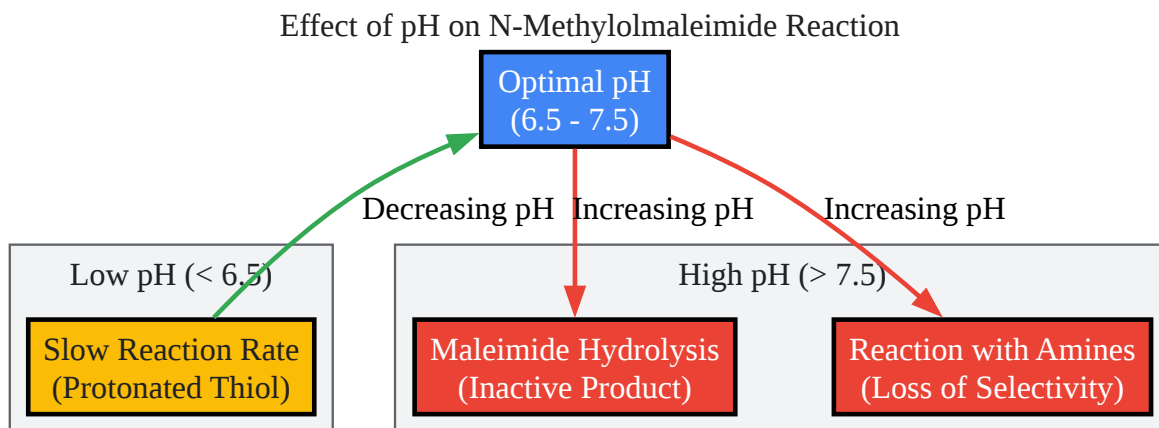 Effect of pH on N-Methylolmaleimide Reaction
Optimal pH
(6.5 - 7.5)
Decreasing pH
Increasing pH
Increasing pH
Low pH (< 6.5)
High pH (> 7.5)
Slow Reaction Rate
(Protonated Thiol)
Maleimide Hydrolysis
(Inactive Product)
Reaction with Amines
(Loss of Selectivity)